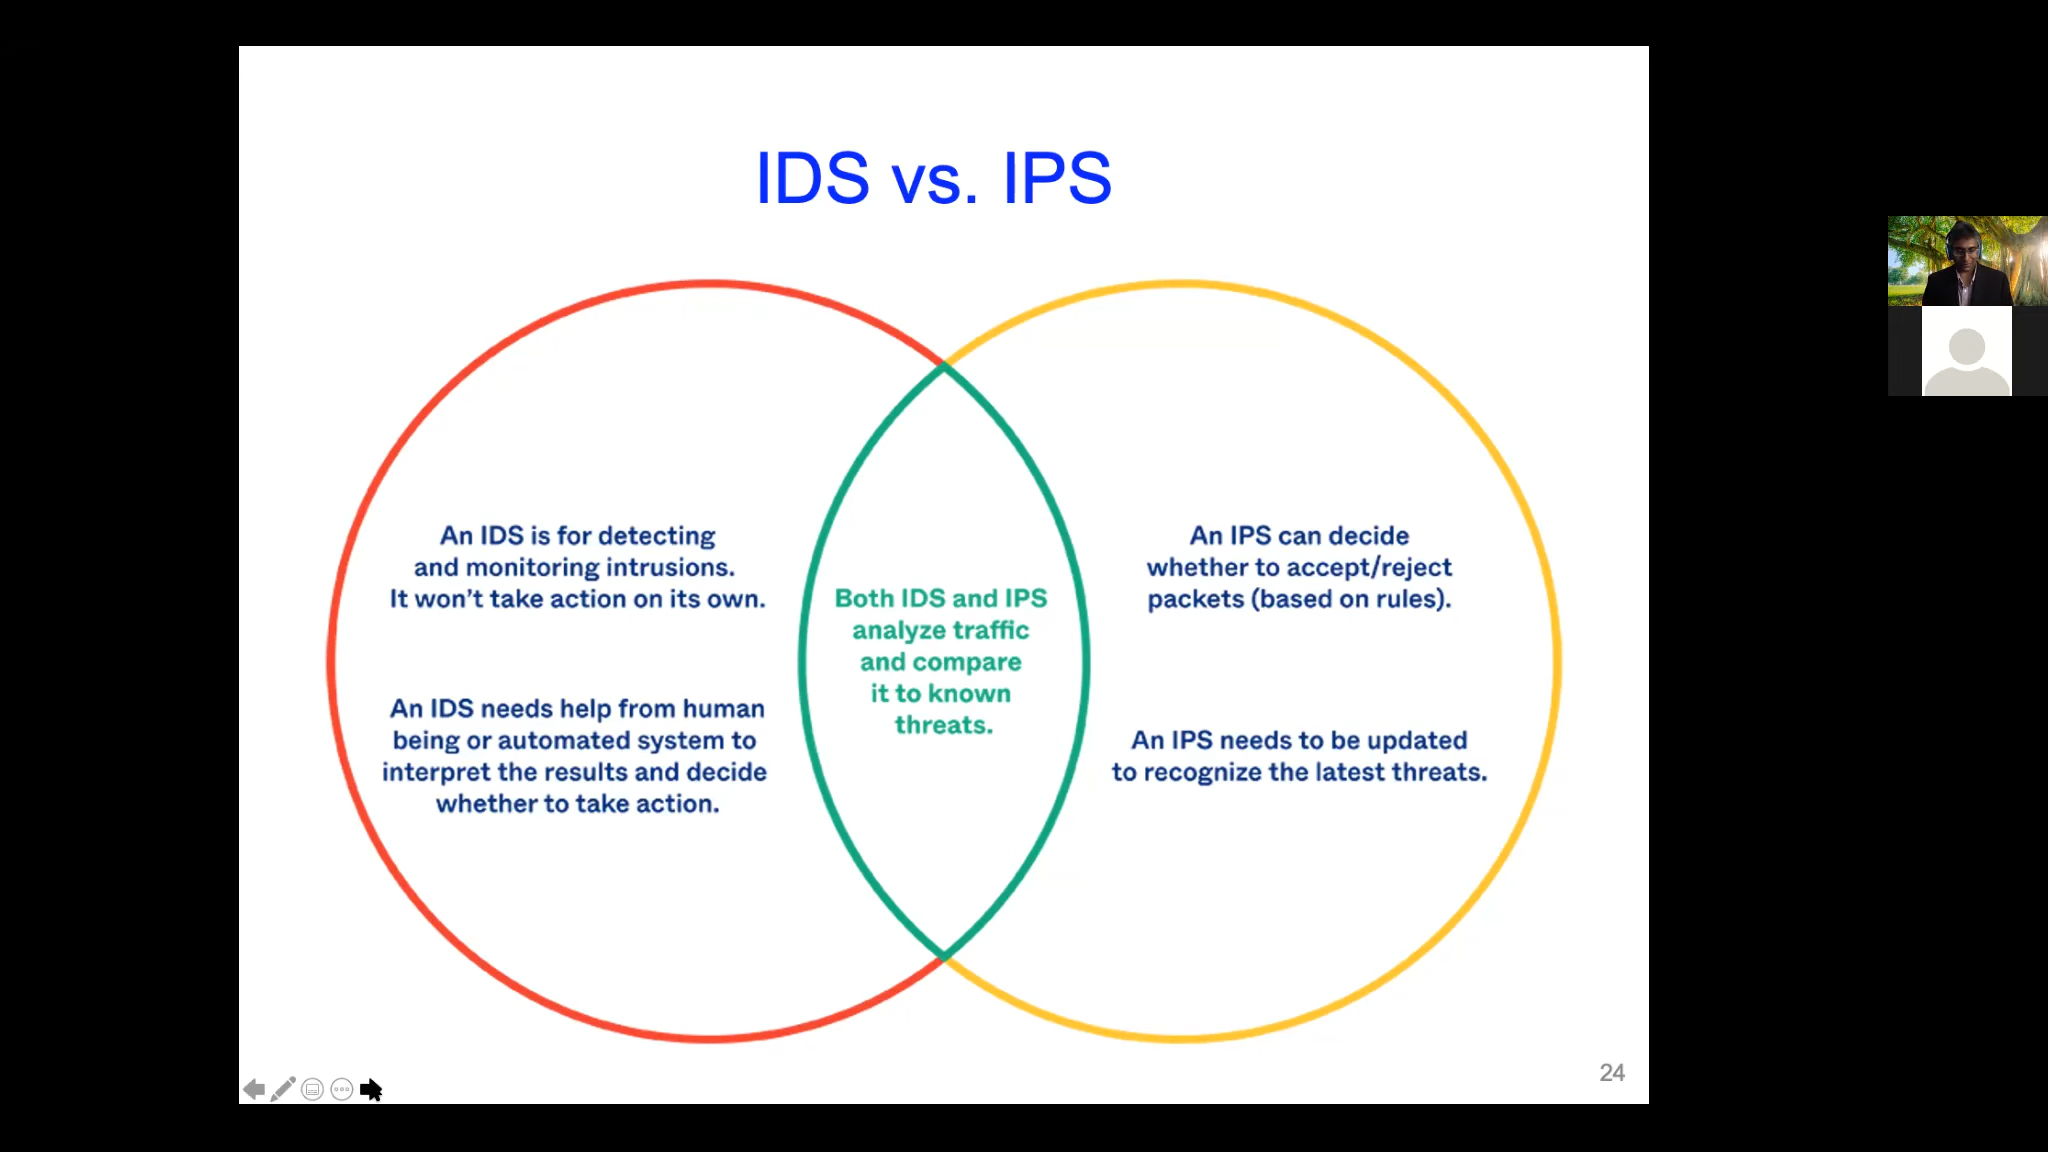 IDS vs. IPS
An IDS is for detecting
and monitoring intrusions.
It won't take action on its own.
An IDS needs help from human
being or automated system to
interpret the results and decide
whether to take action.
Both IDS and IPS
analyze traffic
and compare
it to known
threats.
An IPS can decide
whether to accept/reject
packets (based on rules).
An IPS needs to be updated
to recognize the latest threats.
24